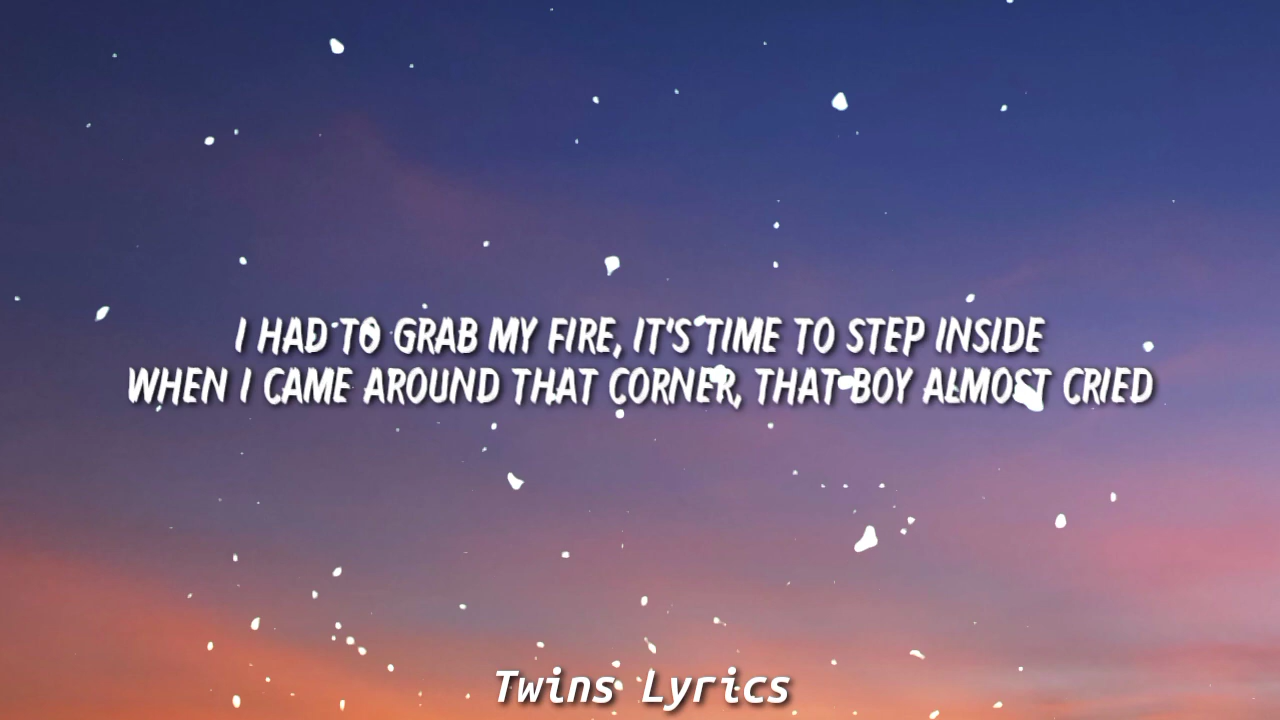 I HAD TO GRAB MY FIRE, IT'S TIME TO STEP INSIDE
WHEN I CAME AROUND THAT CORNER, THAT BOY ALMOST CRIED
Twins Lyrics